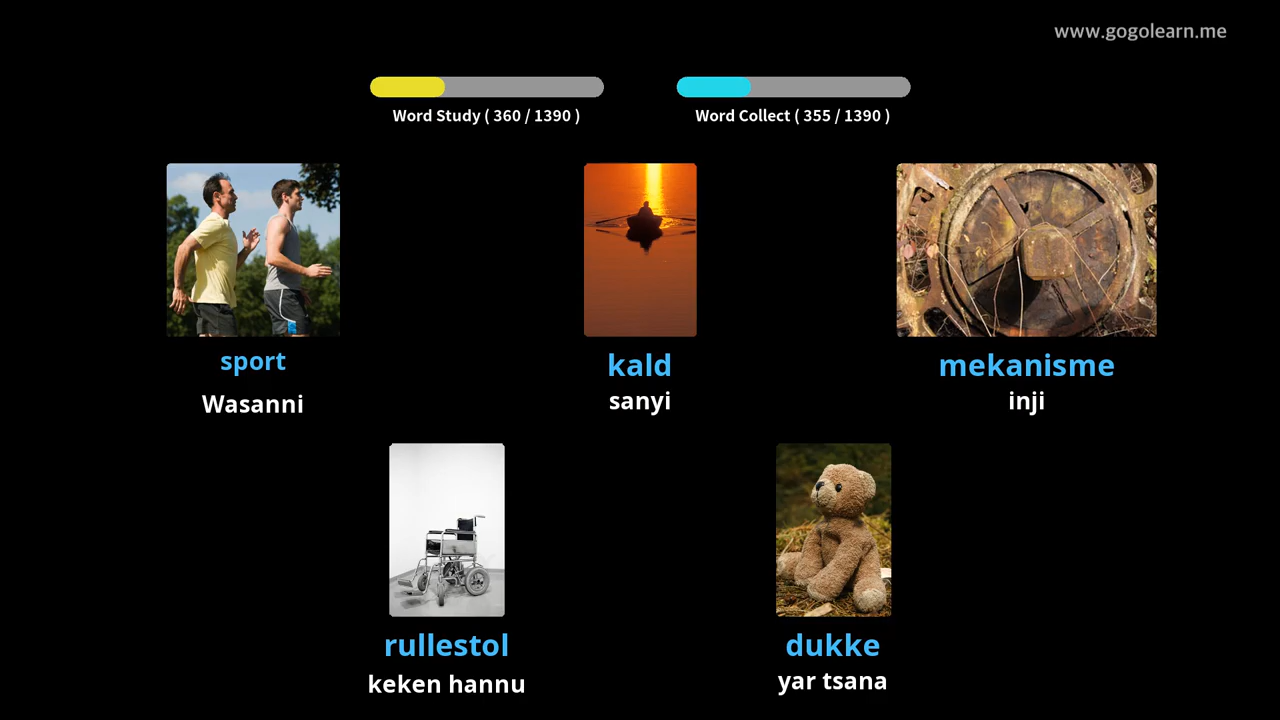 www.gogolearn.me
Word Study ( 360 / 1390 )
Word Collect ( 355 / 1390 )
sport
Wasanni
kald
sanyi
mekanisme
inji
rullestol
keken hannu
dukke
yar tsana